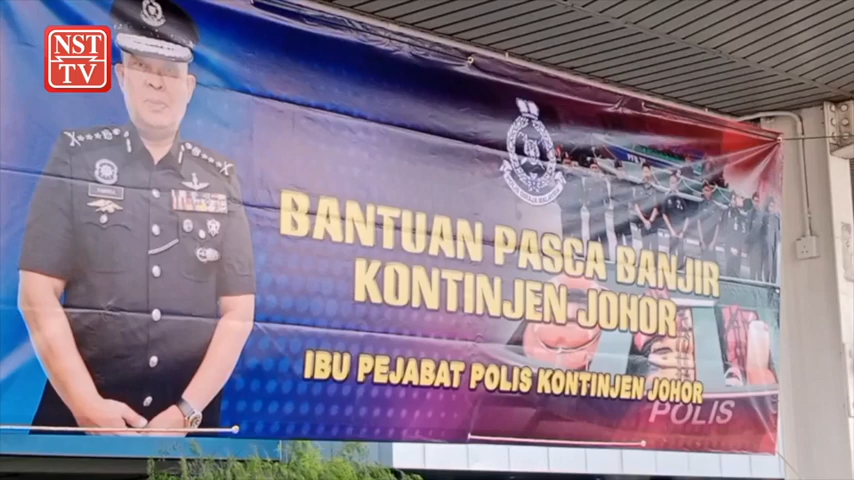 NST
TV
BANTUAN PASCA BANJIR
KONTINJEN JOHOR
IBU PEJABAT POLIS KONTINJEN JOHOR
POLIS